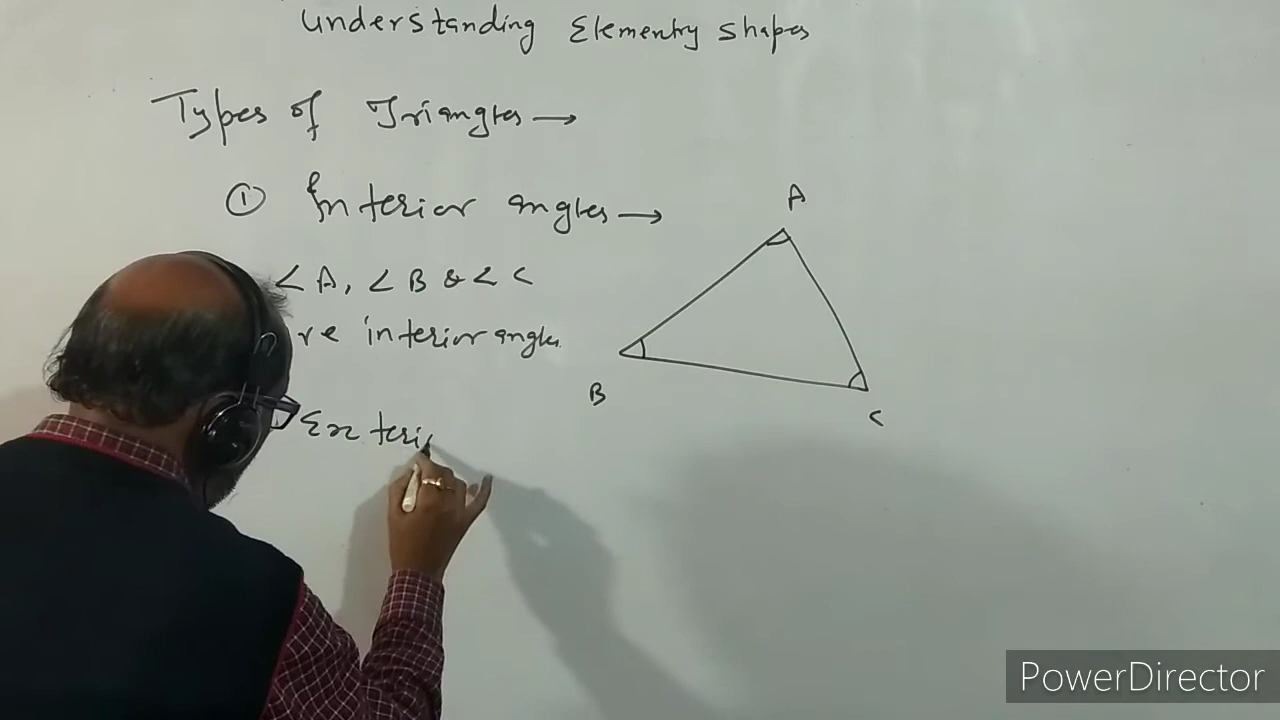 Understanding Elementry shapes
Types of Triangles →
① Interior angles →
A
∠A, ∠B & ∠C
re interior angles.
B
C
Exteri
PowerDirector